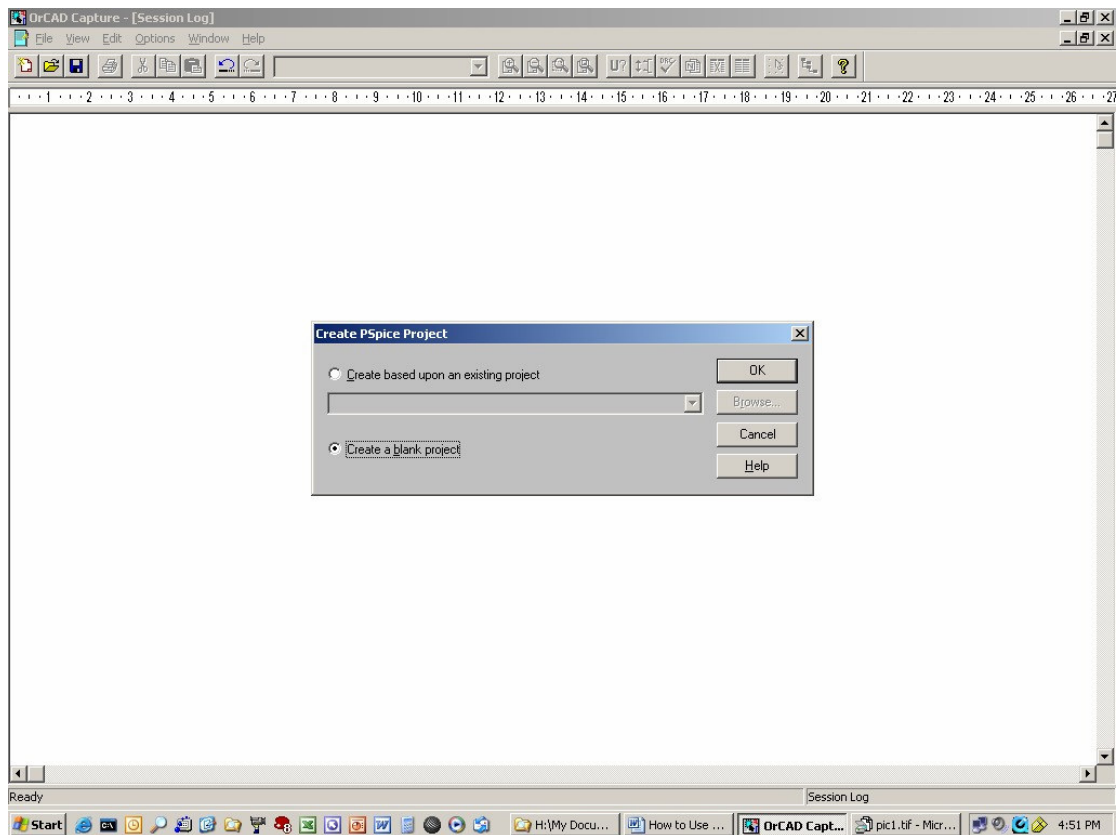 OrCAD Capture - [Session Log]
File View Edit Options Window Help
U?
1 2 3 4 5 6 7 8 9 10 11 12 13 14 15 16 17 18 19 20 21 22 23 24 25 26 27
Create PSpice Project
Create based upon an existing project
OK
Browse...
Create a blank project
Cancel
Help
Ready
Session Log
Start
H:\My Docu...
How to Use ...
OrCAD Capt...
pic1.tif - Micr...
4:51 PM